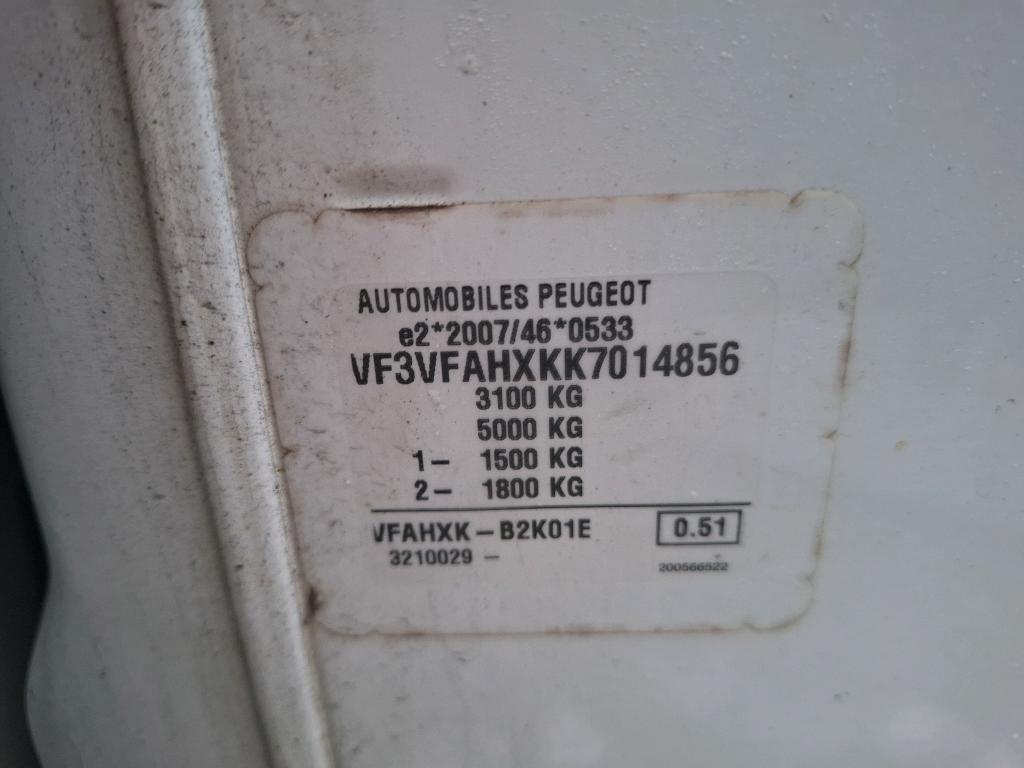 AUTOMOBILES PEUGEOT
e2*2007/46*0533
VF3VFAHXKK7014856
3100 KG
5000 KG
1- 1500 KG
2- 1800 KG
VFAHXK-B2K01E 0.51
3210029 - 200566522